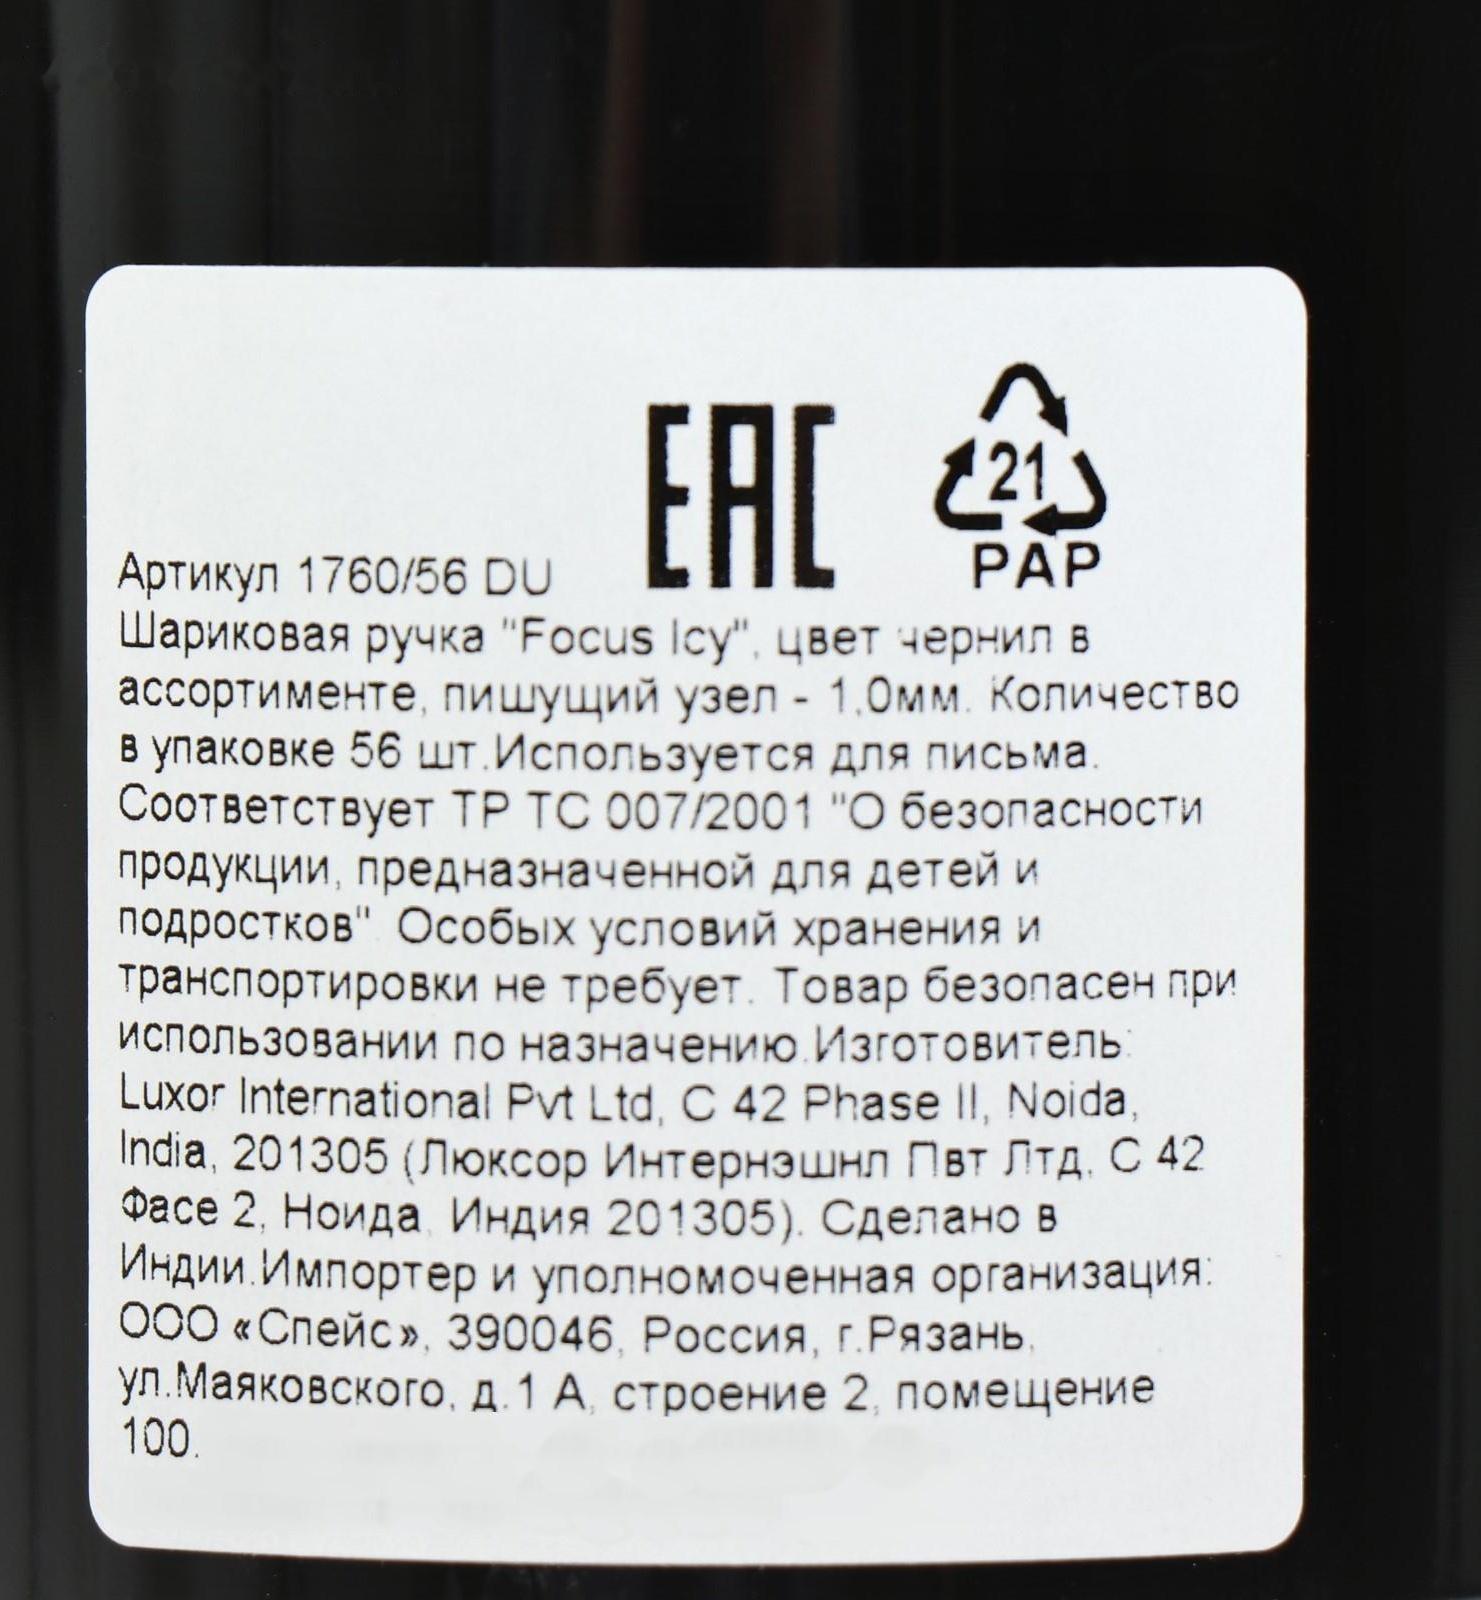 EAC
21
PAP
Артикул 1760/56 DU
Шариковая ручка "Focus Icy", цвет чернил в
ассортименте, пишущий узел - 1,0мм. Количество
в упаковке 56 шт.Используется для письма.
Соответствует ТР ТС 007/2001 "О безопасности
продукции, предназначенной для детей и
подростков" Особых условий хранения и
транспортировки не требует. Товар безопасен при
использовании по назначению.Изготовитель:
Luxor International Pvt Ltd, C 42 Phase II, Noida,
India, 201305 (Люксор Интернэшнл Пвт Лтд, С 42
Фасе 2, Ноида, Индия 201305). Сделано в
Индии.Импортер и уполномоченная организация:
ООО «Спейс», 390046, Россия, г.Рязань,
ул.Маяковского, д.1 А, строение 2, помещение
100.